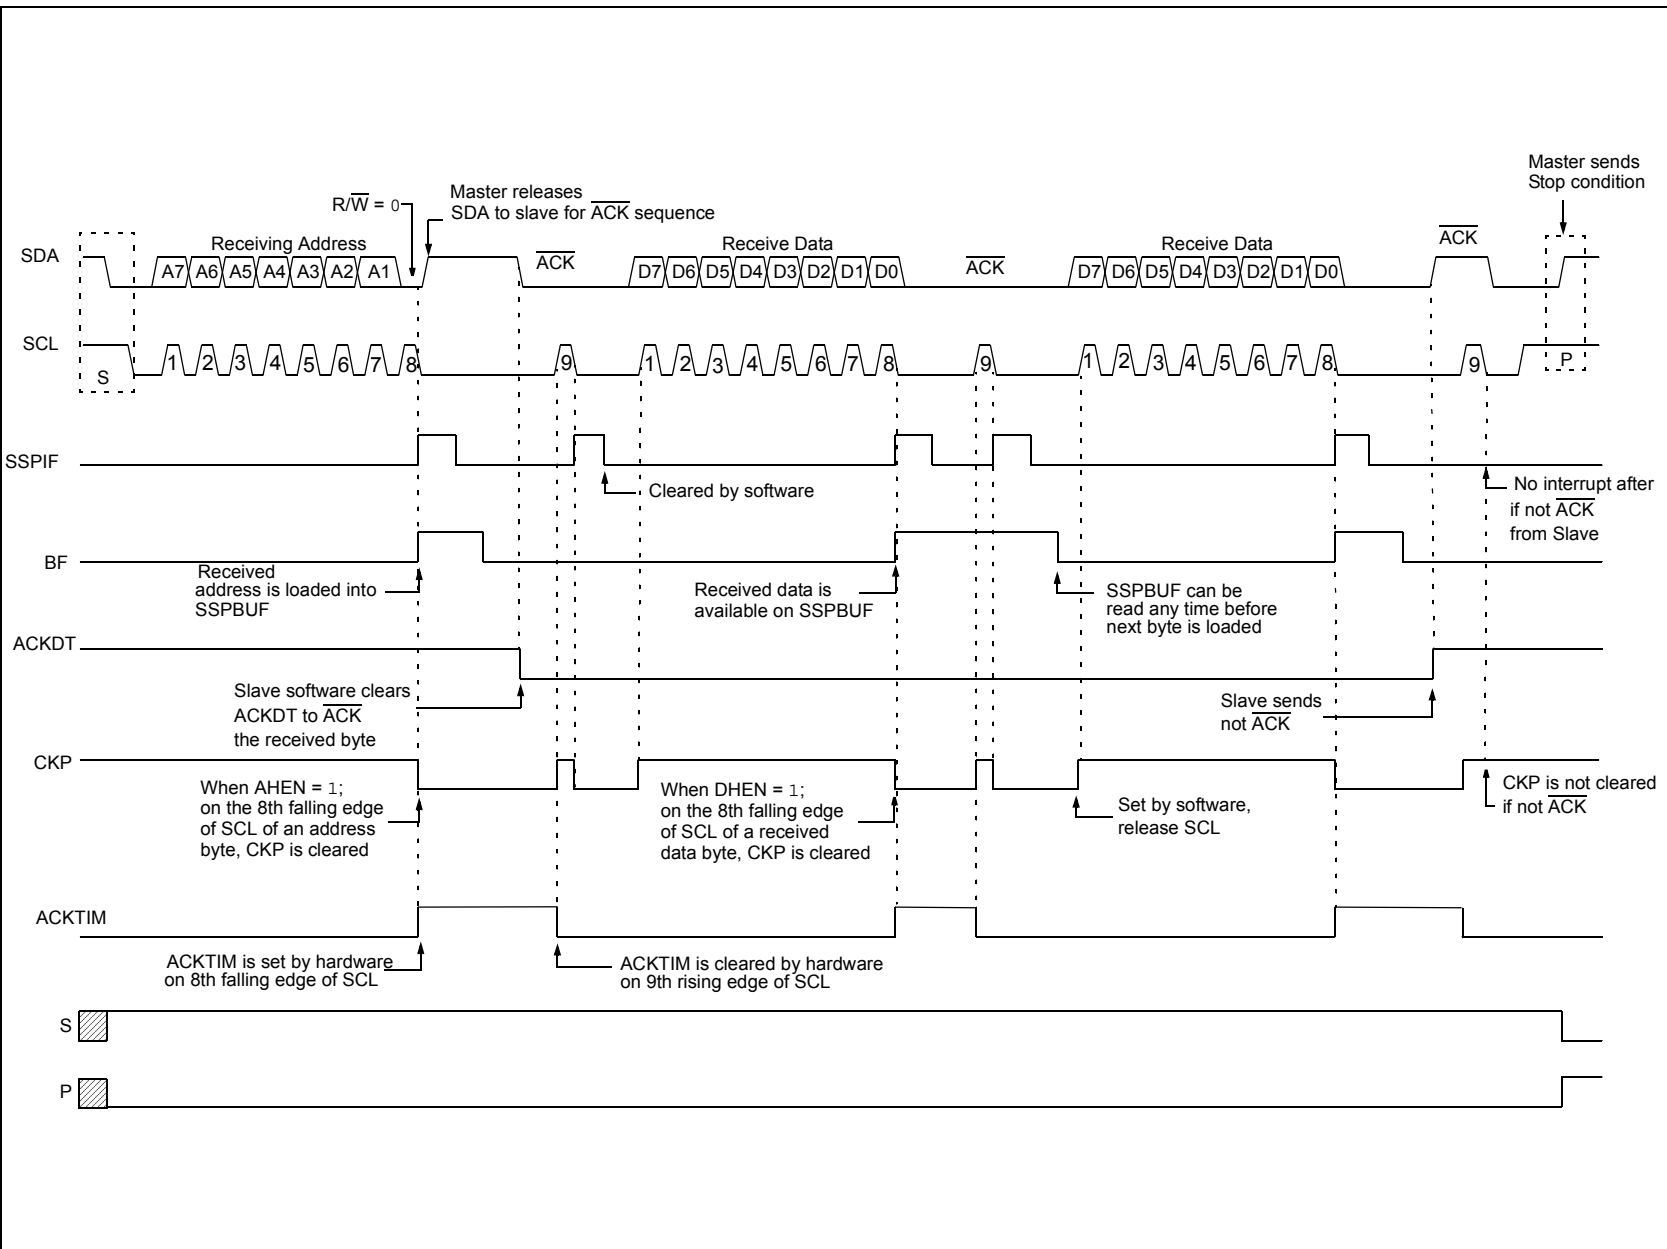 Master sends
Stop condition
Master releases
SDA to slave for ACK sequence
R/W = 0
ACK
Receiving Address
Receive Data
Receive Data
SDA
A7 A6 A5 A4 A3 A2 A1
ACK
D7 D6 D5 D4 D3 D2 D1 D0
ACK
D7 D6 D5 D4 D3 D2 D1 D0
SCL
S
1 2 3 4 5 6 7 8 9 1 2 3 4 5 6 7 8 9 1 2 3 4 5 6 7 8 9
P
SSPIF
Cleared by software
No interrupt after
if not ACK
from Slave
BF
Received
address is loaded into
SSPBUF
Received data is
available on SSPBUF
SSPBUF can be
read any time before
next byte is loaded
ACKDT
Slave software clears
ACKDT to ACK
the received byte
Slave sends
not ACK
CKP
When AHEN = 1;
on the 8th falling edge
of SCL of an address
byte, CKP is cleared
When DHEN = 1;
on the 8th falling edge
of SCL of a received
data byte, CKP is cleared
Set by software,
release SCL
CKP is not cleared
if not ACK
ACKTIM
ACKTIM is set by hardware
on 8th falling edge of SCL
ACKTIM is cleared by hardware
on 9th rising edge of SCL
S
P